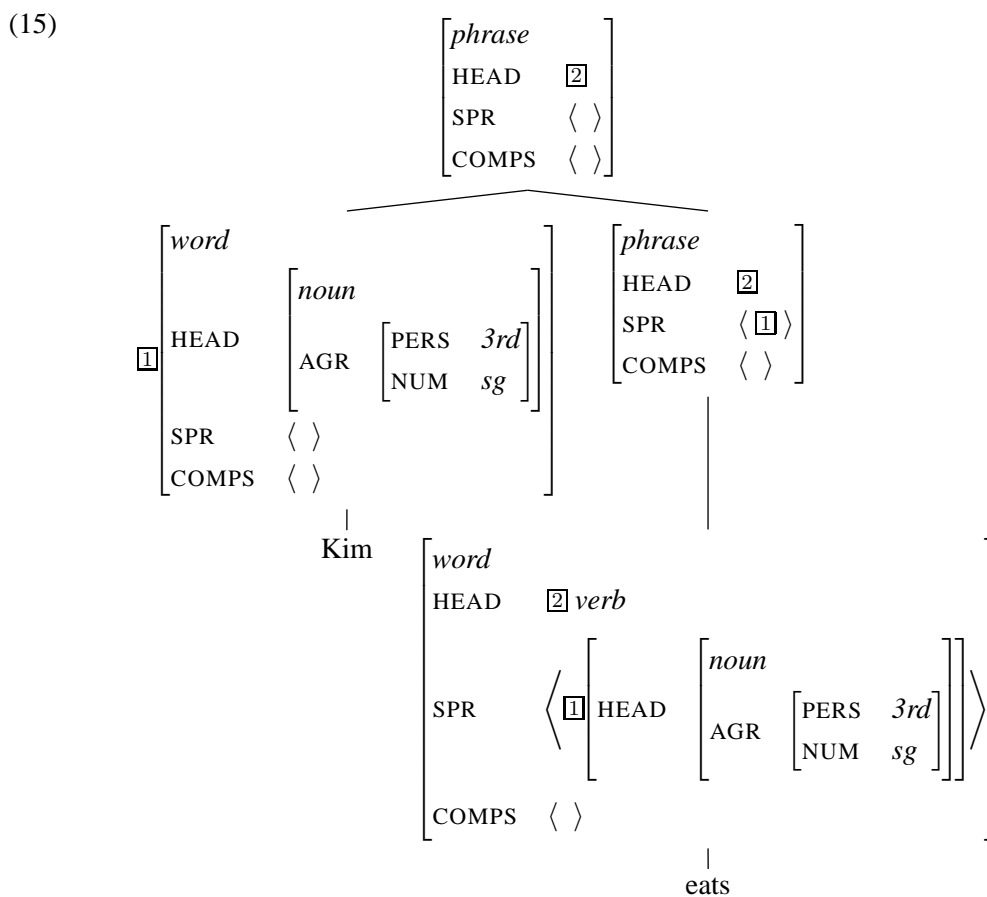 (15)
phrase
HEAD 2
SPR ⟨ ⟩
COMPS ⟨ ⟩
word
HEAD
noun
AGR
PERS 3rd
NUM sg
1
SPR ⟨ ⟩
COMPS ⟨ ⟩
Kim
phrase
HEAD 2
SPR ⟨ 1 ⟩
COMPS ⟨ ⟩
word
HEAD 2 verb
SPR ⟨ 1 HEAD
noun
AGR
PERS 3rd
NUM sg
⟩
COMPS ⟨ ⟩
eats